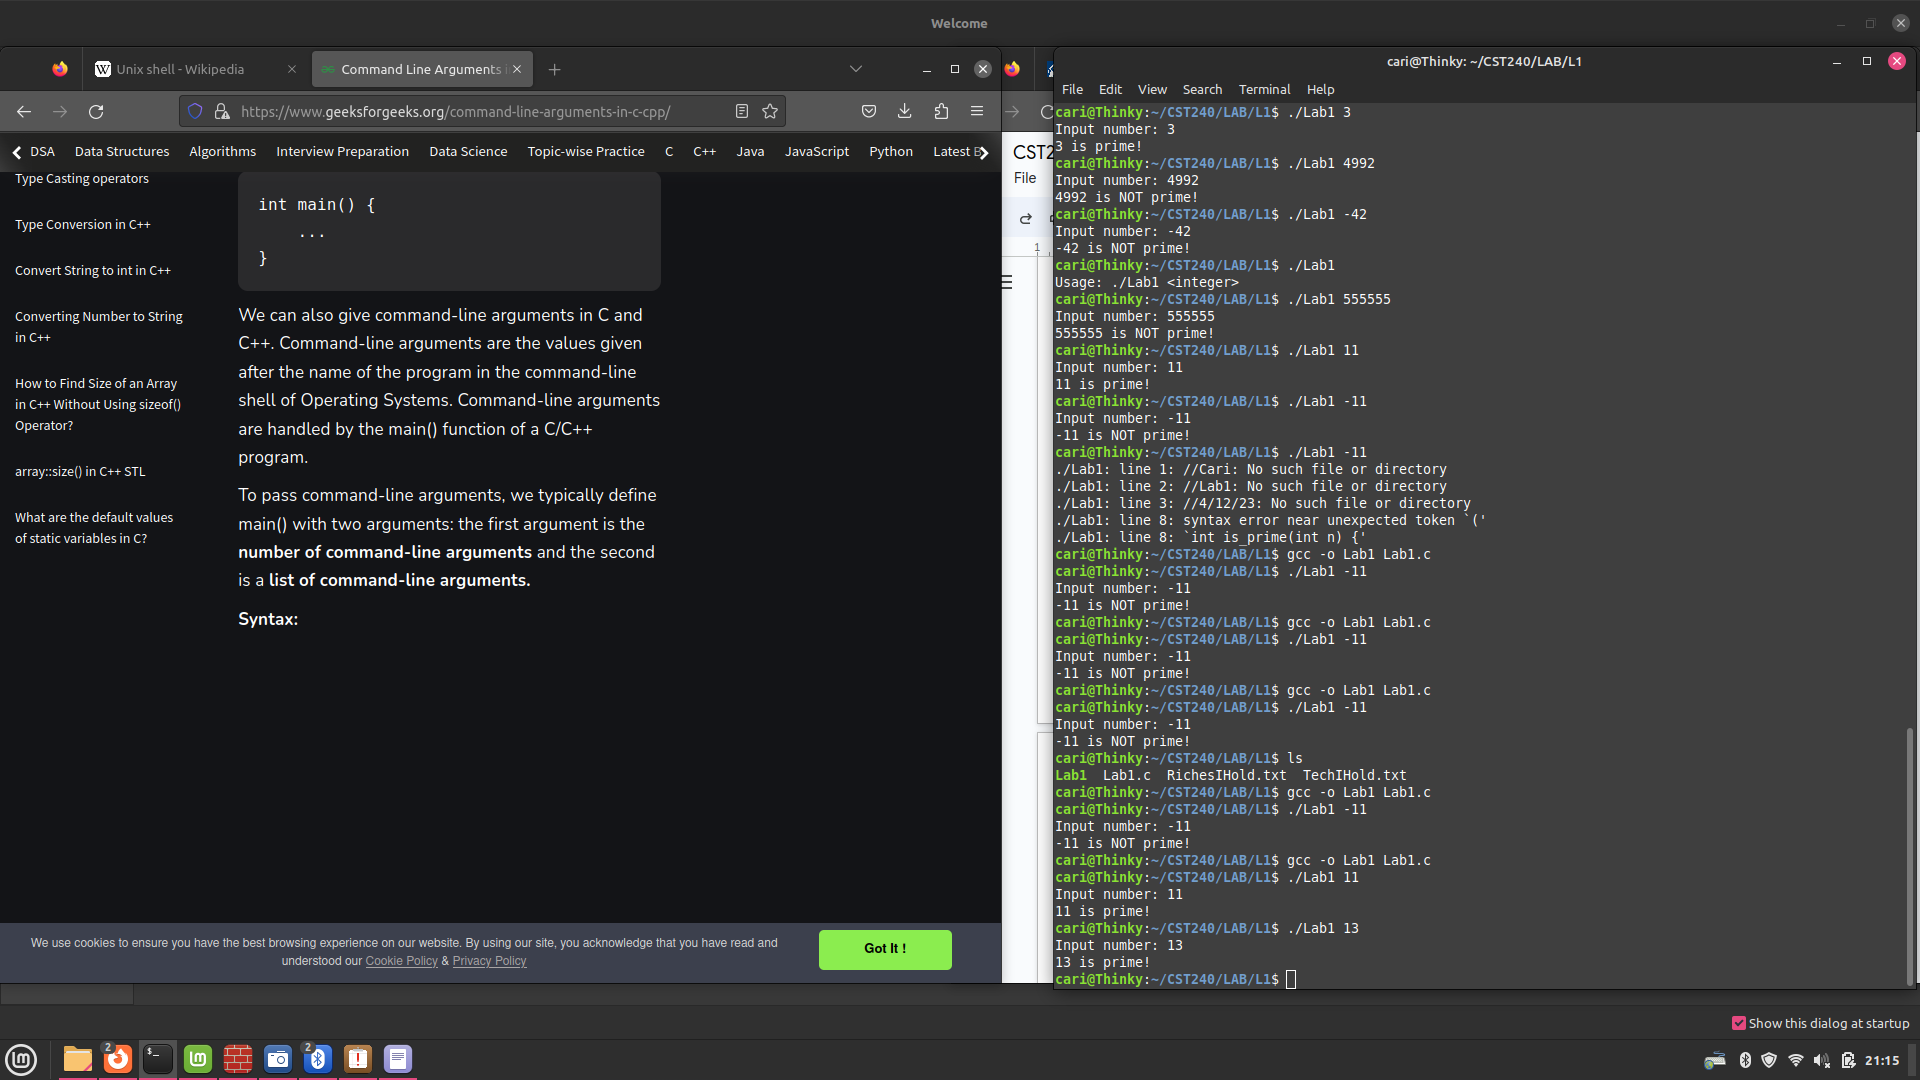 Welcome
Unix shell - Wikipedia
Command Line Arguments
https://www.geeksforgeeks.org/command-line-arguments-in-c-cpp/
DSA Data Structures Algorithms Interview Preparation Data Science Topic-wise Practice C C++ Java JavaScript Python Latest
Type Casting operators
Type Conversion in C++
Convert String to int in C++
Converting Number to String
in C++
How to Find Size of an Array
in C++ Without Using sizeof()
Operator?
array::size() in C++ STL
What are the default values
of static variables in C?
int main() {
...
}
We can also give command-line arguments in C and
C++. Command-line arguments are the values given
after the name of the program in the command-line
shell of Operating Systems. Command-line arguments
are handled by the main() function of a C/C++
program.
To pass command-line arguments, we typically define
main() with two arguments: the first argument is the
number of command-line arguments and the second
is a list of command-line arguments.
Syntax:
We use cookies to ensure you have the best browsing experience on our website. By using our site, you acknowledge that you have read and
understood our Cookie Policy & Privacy Policy
Got It !
CST2
File
1
cari@Thinky: ~/CST240/LAB/L1
File Edit View Search Terminal Help
cari@Thinky:~/CST240/LAB/L1$ ./Lab1 3
Input number: 3
3 is prime!
cari@Thinky:~/CST240/LAB/L1$ ./Lab1 4992
Input number: 4992
4992 is NOT prime!
cari@Thinky:~/CST240/LAB/L1$ ./Lab1 -42
Input number: -42
-42 is NOT prime!
cari@Thinky:~/CST240/LAB/L1$ ./Lab1
Usage: ./Lab1 <integer>
cari@Thinky:~/CST240/LAB/L1$ ./Lab1 555555
Input number: 555555
555555 is NOT prime!
cari@Thinky:~/CST240/LAB/L1$ ./Lab1 11
Input number: 11
11 is prime!
cari@Thinky:~/CST240/LAB/L1$ ./Lab1 -11
Input number: -11
-11 is NOT prime!
cari@Thinky:~/CST240/LAB/L1$ ./Lab1 -11
./Lab1: line 1: //Cari: No such file or directory
./Lab1: line 2: //Lab1: No such file or directory
./Lab1: line 3: //4/12/23: No such file or directory
./Lab1: line 8: syntax error near unexpected token `('
./Lab1: line 8: `int is_prime(int n) {'
cari@Thinky:~/CST240/LAB/L1$ gcc -o Lab1 Lab1.c
cari@Thinky:~/CST240/LAB/L1$ ./Lab1 -11
Input number: -11
-11 is NOT prime!
cari@Thinky:~/CST240/LAB/L1$ gcc -o Lab1 Lab1.c
cari@Thinky:~/CST240/LAB/L1$ ./Lab1 -11
Input number: -11
-11 is NOT prime!
cari@Thinky:~/CST240/LAB/L1$ gcc -o Lab1 Lab1.c
cari@Thinky:~/CST240/LAB/L1$ ./Lab1 -11
Input number: -11
-11 is NOT prime!
cari@Thinky:~/CST240/LAB/L1$ ls
Lab1 Lab1.c RichesIHold.txt TechIHold.txt
cari@Thinky:~/CST240/LAB/L1$ gcc -o Lab1 Lab1.c
cari@Thinky:~/CST240/LAB/L1$ ./Lab1 -11
Input number: -11
-11 is NOT prime!
cari@Thinky:~/CST240/LAB/L1$ gcc -o Lab1 Lab1.c
cari@Thinky:~/CST240/LAB/L1$ ./Lab1 11
Input number: 11
11 is prime!
cari@Thinky:~/CST240/LAB/L1$ ./Lab1 13
Input number: 13
13 is prime!
cari@Thinky:~/CST240/LAB/L1$
Show this dialog at startup
2
2
21:15